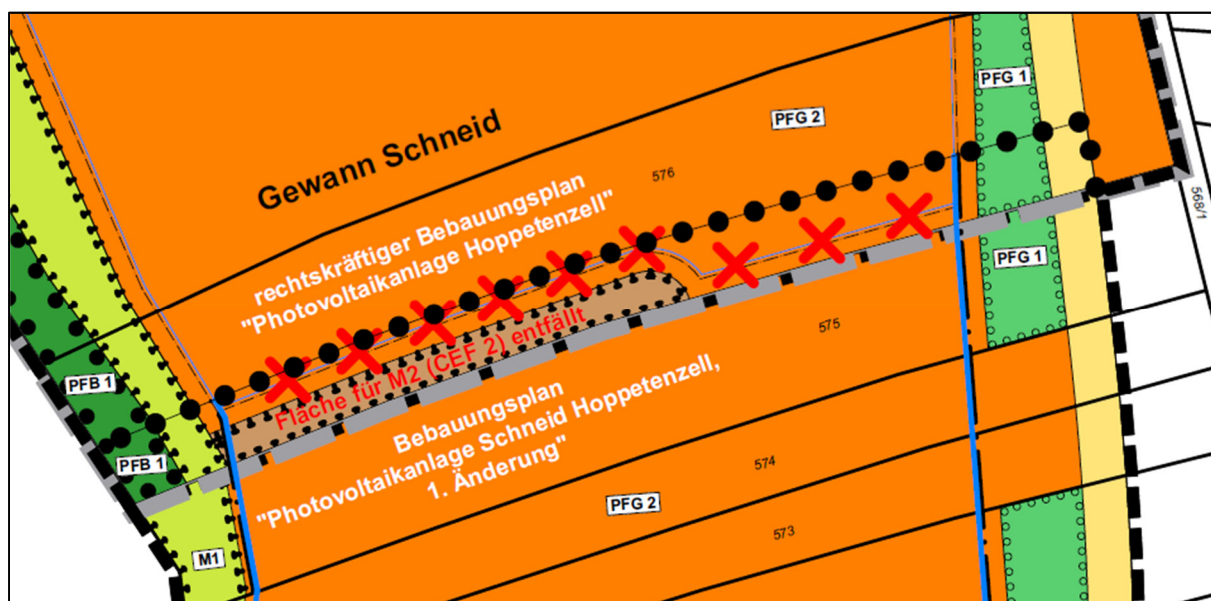 PFG 1
PFG 2
Gewann Schneid
576
568/1
rechtskräftiger Bebauungsplan
"Photovoltaikanlage Hoppetenzell"
PFG 1
575
Fläche für M2 (CEF 2) entfällt
PFB 1
Bebauungsplan
"Photovoltaikanlage Schneid Hoppetenzell,
1. Änderung"
PFB 1
574
PFG 2
573
M1